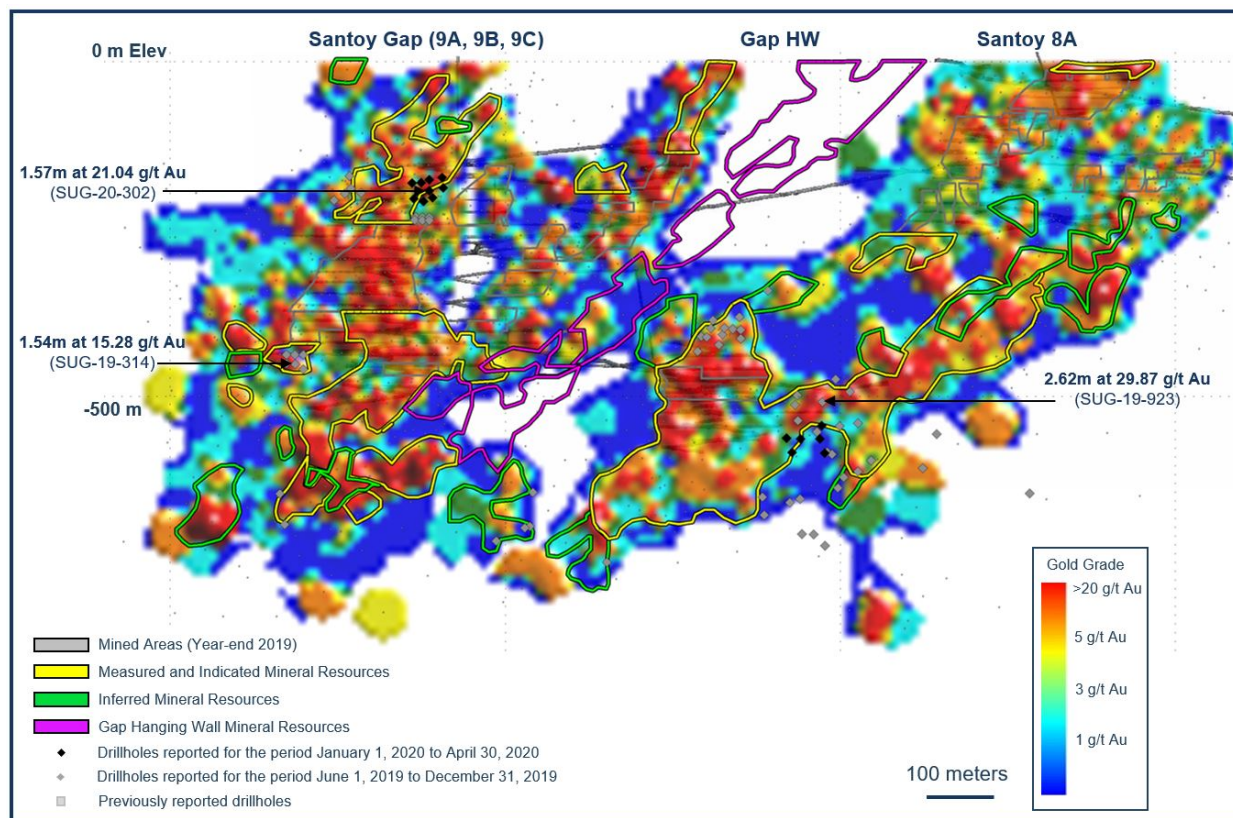 Santoy Gap (9A, 9B, 9C)
Gap HW
Santoy 8A
0 m Elev
1.57m at 21.04 g/t Au
(SUG-20-302)
1.54m at 15.28 g/t Au
(SUG-19-314)
-500 m
2.62m at 29.87 g/t Au
(SUG-19-923)
Gold Grade
>20 g/t Au
5 g/t Au
3 g/t Au
1 g/t Au
Mined Areas (Year-end 2019)
Measured and Indicated Mineral Resources
Inferred Mineral Resources
Gap Hanging Wall Mineral Resources
Drillholes reported for the period January 1, 2020 to April 30, 2020
Drillholes reported for the period June 1, 2019 to December 31, 2019
Previously reported drillholes
100 meters